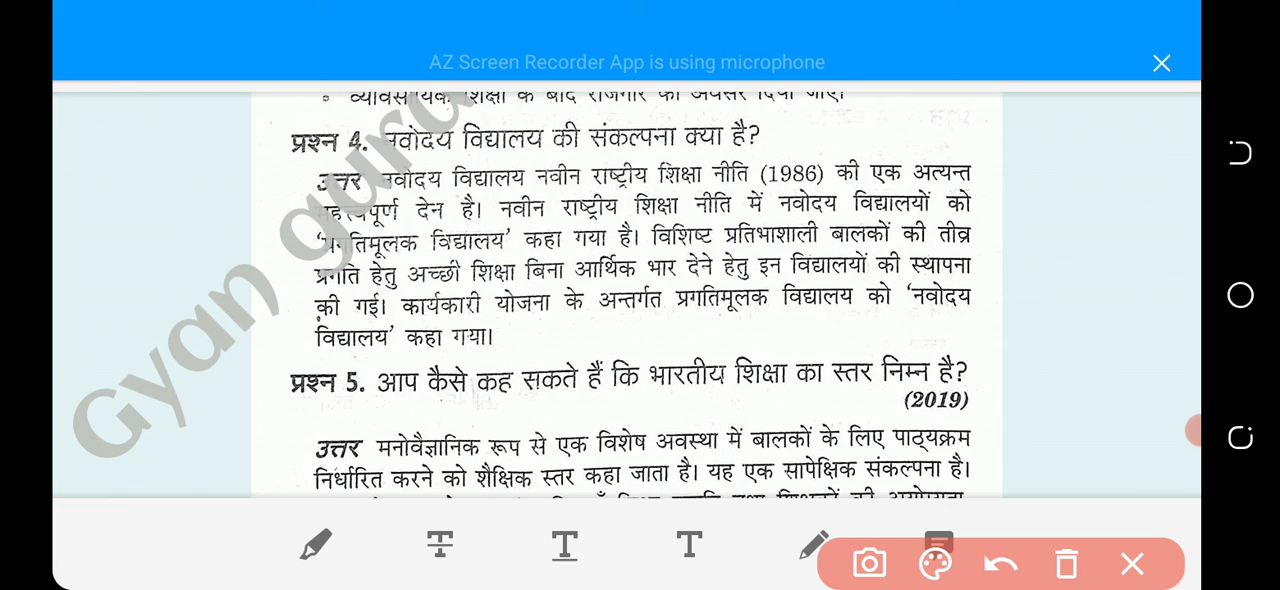 AZ Screen Recorder App is using microphone
व्यावसायिक शिक्षा के बाद रोजगार का अवसर दिया जाए।
प्रश्न 4. नवोदय विद्यालय की संकल्पना क्या है?
उत्तर नवोदय विद्यालय नवीन राष्ट्रीय शिक्षा नीति (1986) की एक अत्यन्त
महत्त्वपूर्ण देन है। नवीन राष्ट्रीय शिक्षा नीति में नवोदय विद्यालयों को
'प्रगतिमूलक विद्यालय' कहा गया है। विशिष्ट प्रतिभाशाली बालकों की तीव्र
प्रगति हेतु अच्छी शिक्षा बिना आर्थिक भार देने हेतु इन विद्यालयों की स्थापना
की गई। कार्यकारी योजना के अन्तर्गत प्रगतिमूलक विद्यालय को 'नवोदय
विद्यालय' कहा गया।
प्रश्न 5. आप कैसे कह सकते हैं कि भारतीय शिक्षा का स्तर निम्न है?
(2019)
उत्तर मनोवैज्ञानिक रूप से एक विशेष अवस्था में बालकों के लिए पाठ्यक्रम
निर्धारित करने को शैक्षिक स्तर कहा जाता है। यह एक सापेक्षिक संकल्पना है।
Gyan guru